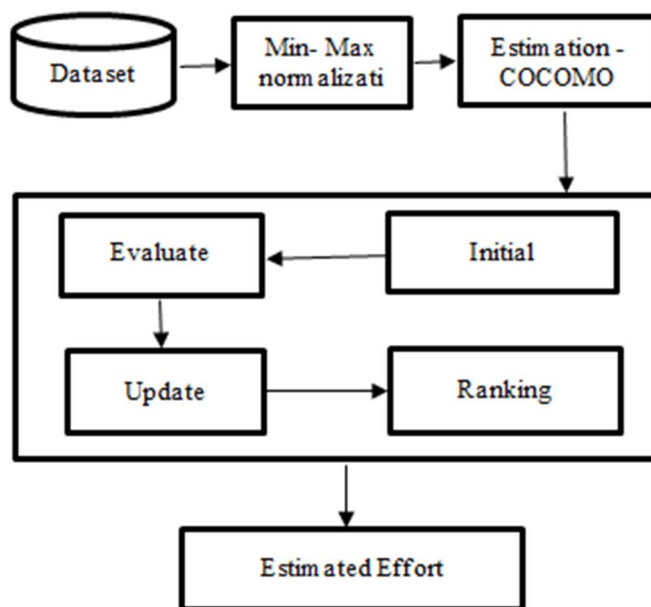 Dataset
Min- Max
normalizati
Estimation -
COCOMO
Evaluate
Initial
Update
Ranking
Estimated Effort